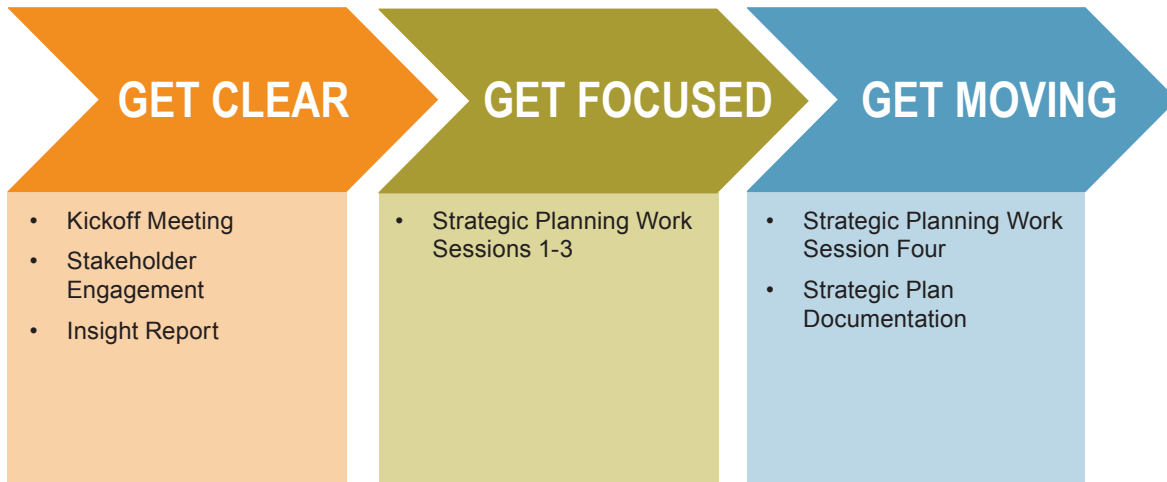 GET CLEAR
• Kickoff Meeting
• Stakeholder
Engagement
• Insight Report
GET FOCUSED
• Strategic Planning Work
Sessions 1-3
GET MOVING
• Strategic Planning Work
Session Four
• Strategic Plan
Documentation